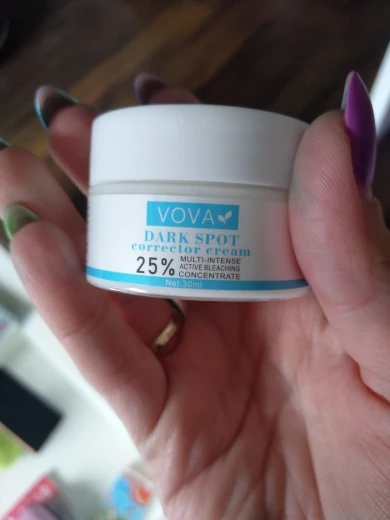 VOVA
DARK SPOT
corrector cream
25% MULTI-INTENSE
ACTIVE BLEACHING
CONCENTRATE
Net:30ml